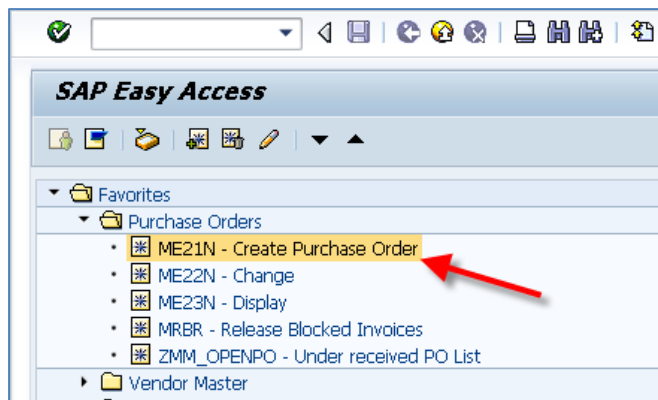 SAP Easy Access
Favorites
Purchase Orders
ME21N - Create Purchase Order
ME22N - Change
ME23N - Display
MRBR - Release Blocked Invoices
ZMM_OPENPO - Under received PO List
Vendor Master